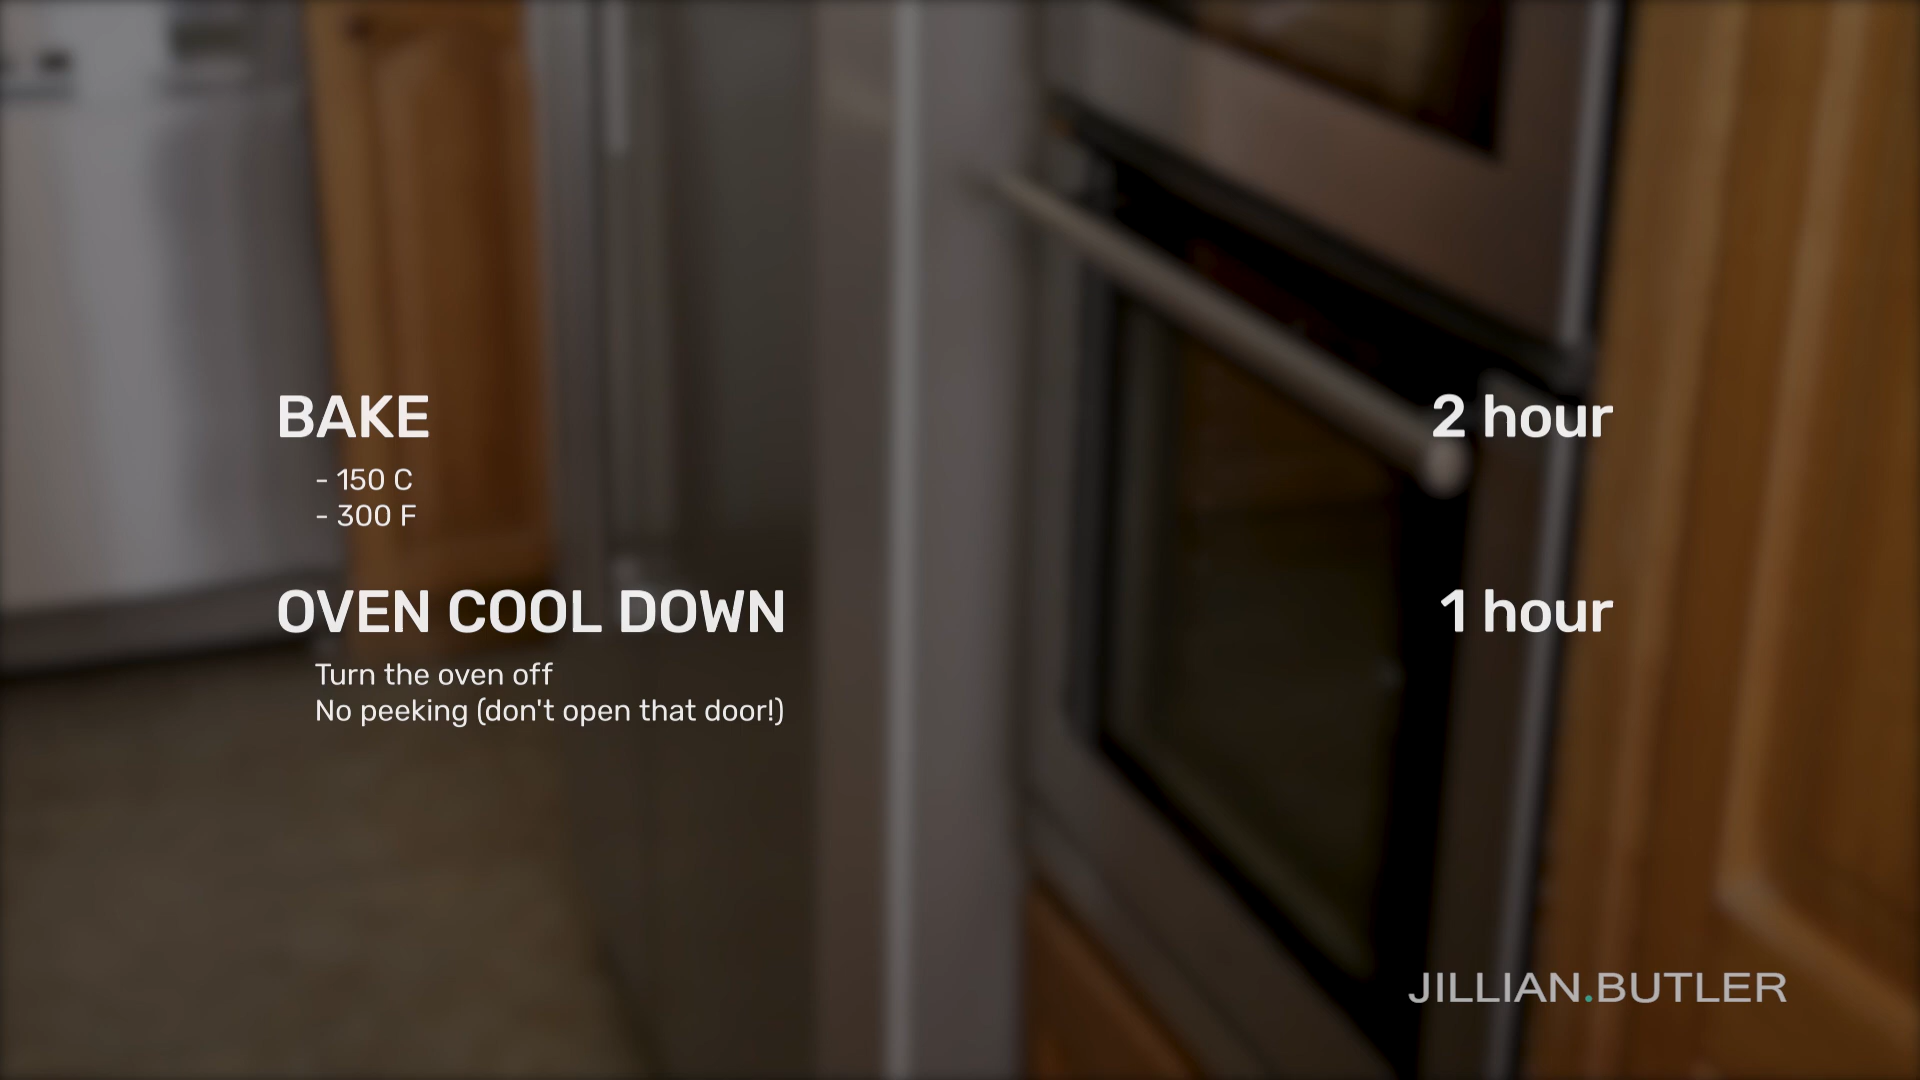 BAKE 2 hour
- 150 C
- 300 F
OVEN COOL DOWN 1 hour
Turn the oven off
No peeking (don't open that door!)
JILLIAN.BUTLER